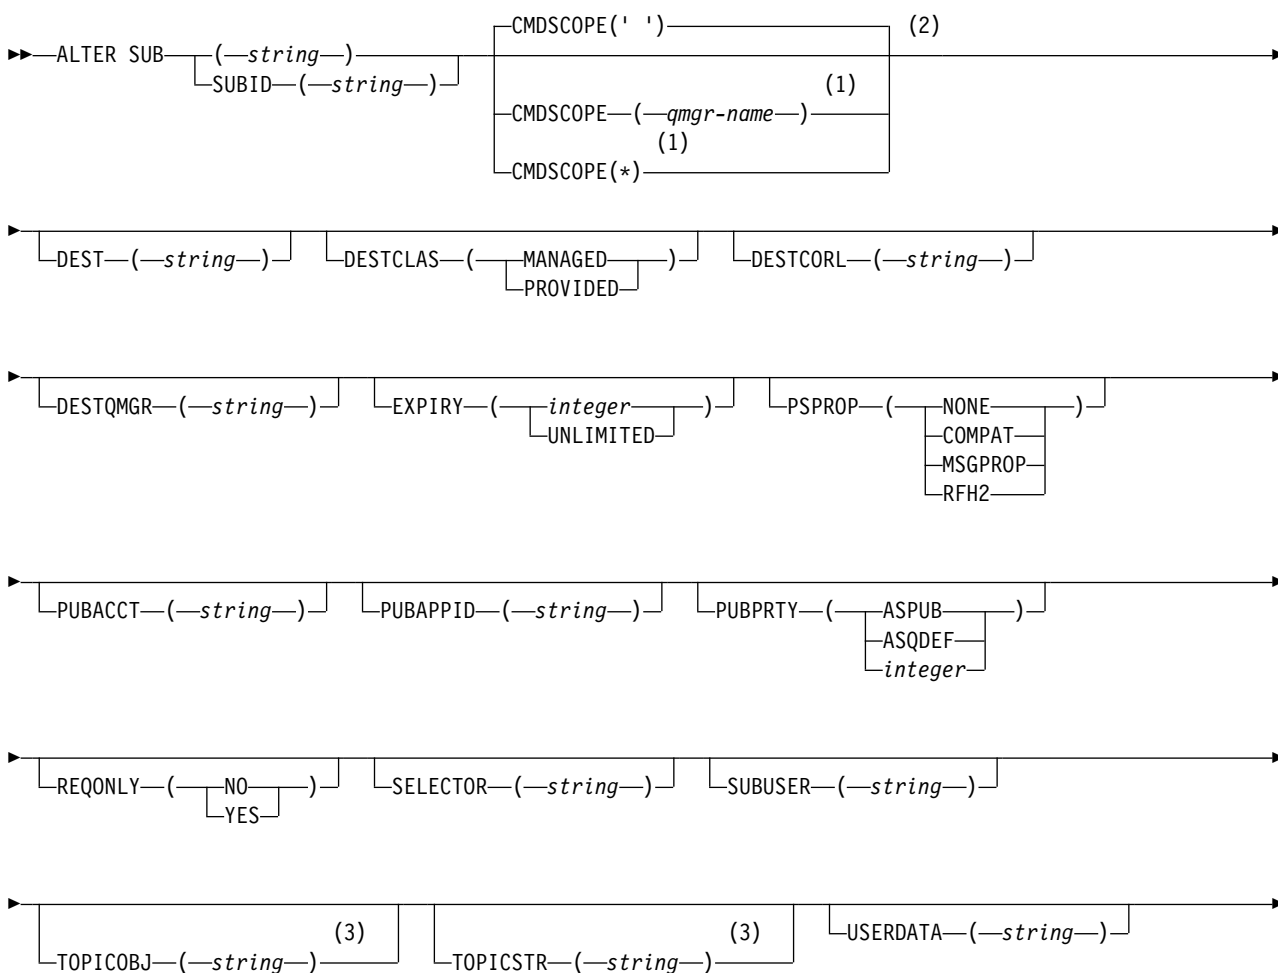 CMDSCOPE(' ') (2)
ALTER SUB (string)
SUBID (string)
(1)
CMDSCOPE (qmgr-name)
(1)
CMDSCOPE(*)
DEST (string) DESTCLAS ( MANAGED ) DESTCORL (string)
PROVIDED
DESTQMGR (string) EXPIRY ( integer ) PSPROP ( NONE )
UNLIMITED COMPAT
MSGPROP
RFH2
PUBACCT (string) PUBAPPID (string) PUBPRTY ( ASPUB )
ASQDEF
integer
REQONLY ( NO ) SELECTOR (string) SUBUSER (string)
YES
(3) (3) USERDATA (string)
TOPICOBJ (string) TOPICSTR (string)